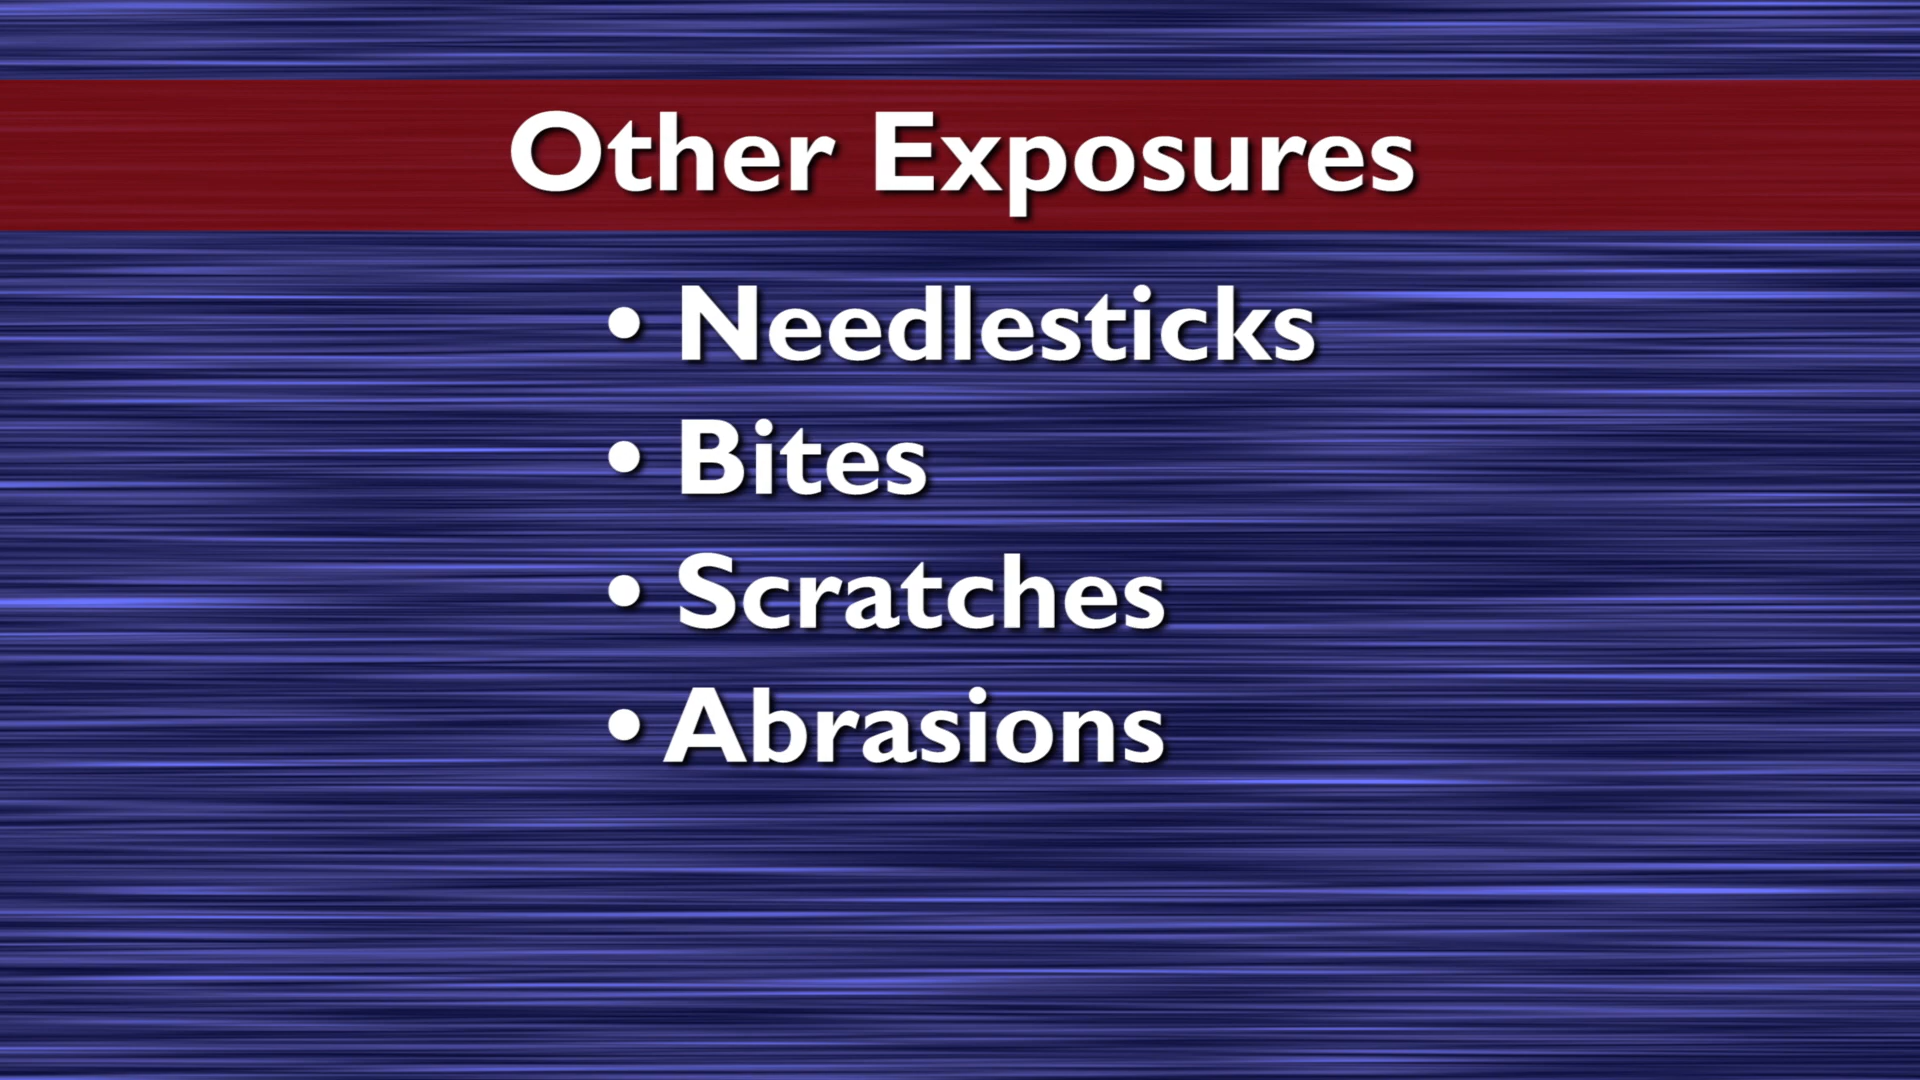 Other Exposures
• Needlesticks
• Bites
• Scratches
• Abrasions